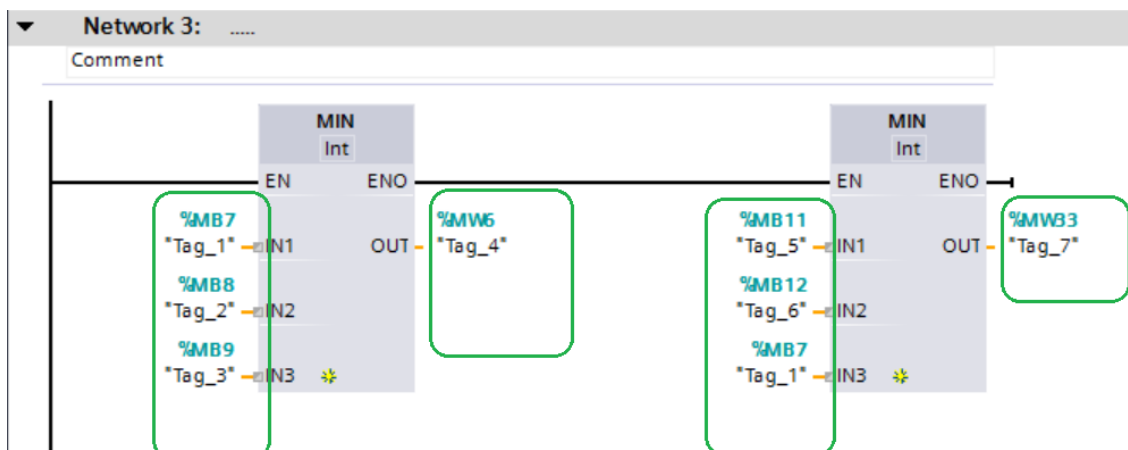 Network 3: .....
Comment
MIN MIN
Int Int
EN ENO EN ENO
%MB7 %MW6 %MB11 %MW33
"Tag_1" IN1 OUT "Tag_4" "Tag_5" IN1 OUT "Tag_7"
%MB8 %MB12
"Tag_2" IN2 "Tag_6" IN2
%MB9 %MB7
"Tag_3" IN3 "Tag_1" IN3